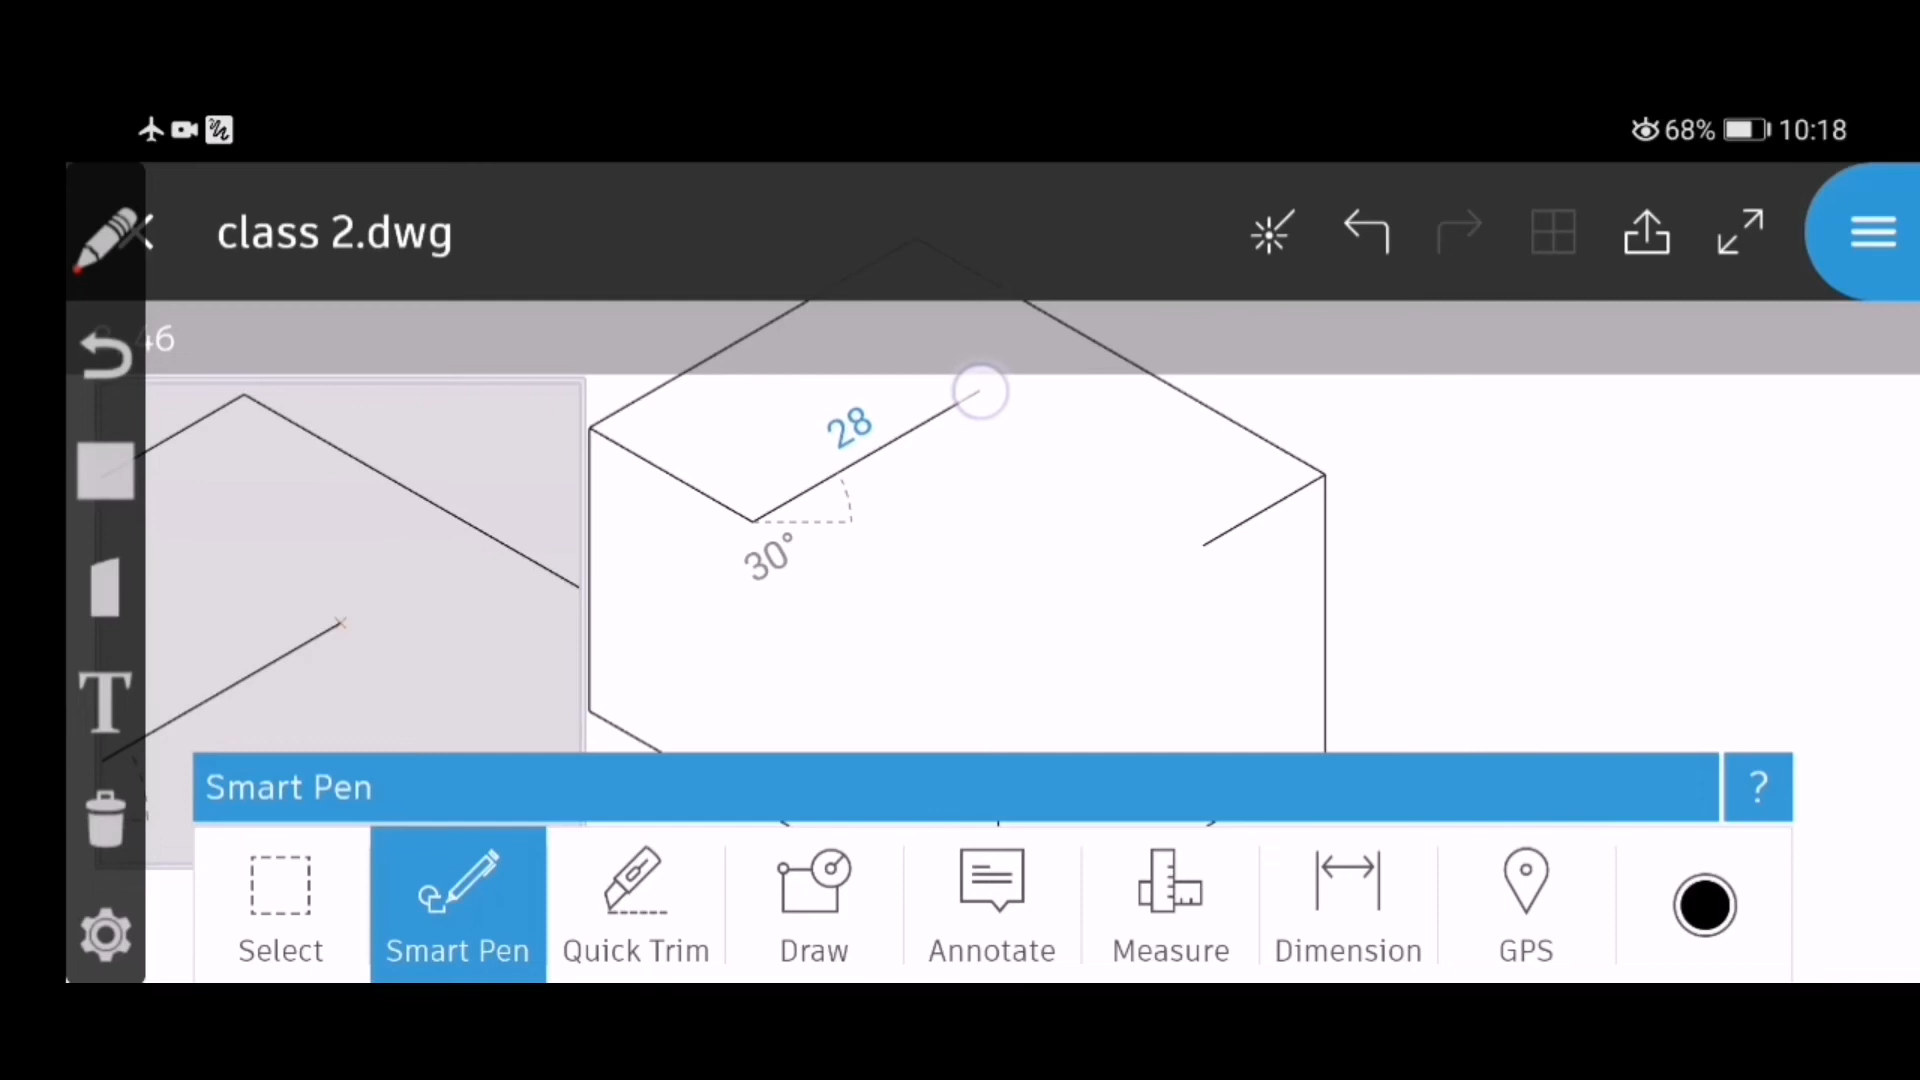 68% 10:18
class 2.dwg
46
28
30°
T
Smart Pen ?
Select Smart Pen Quick Trim Draw Annotate Measure Dimension GPS